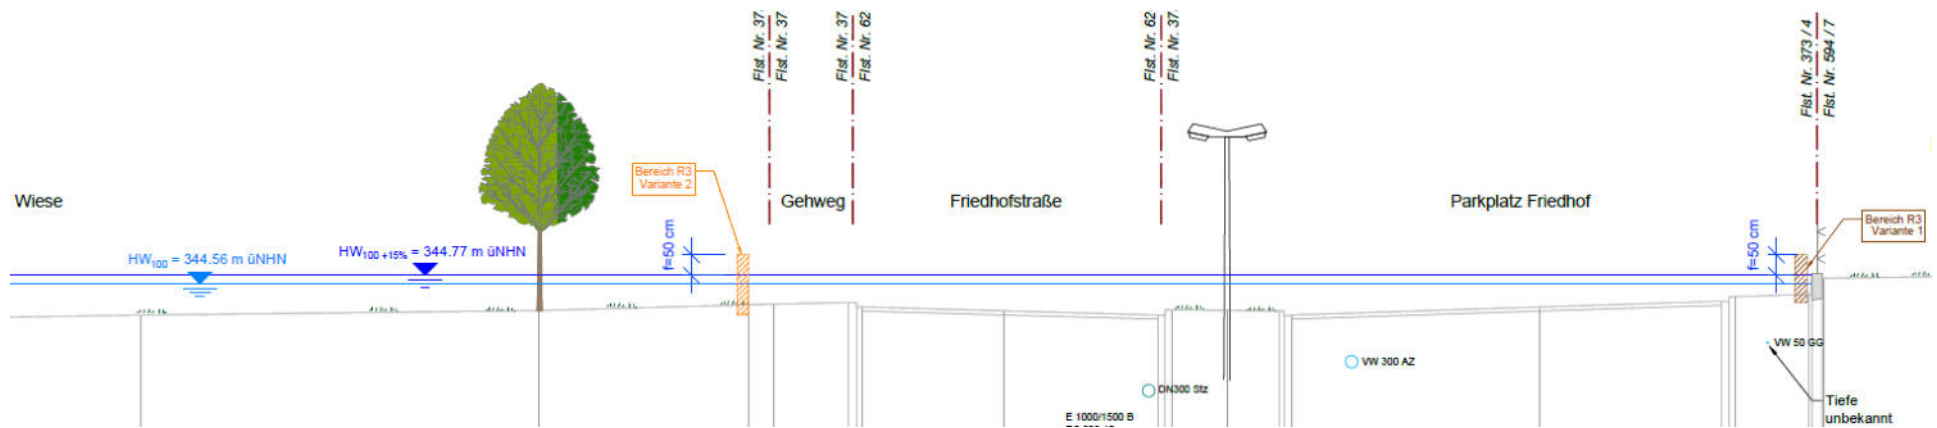 Flst. Nr. 37
Flst. Nr. 37
Flst. Nr. 37
Flst. Nr. 62
Flst. Nr. 62
Flst. Nr. 37
Flst. Nr. 373 / 4
Flst. Nr. 594 / 7
Wiese
Bereich R3
Variante 2
Gehweg
Friedhofstraße
Parkplatz Friedhof
Bereich R3
Variante 1
HW100 = 344.56 m üNHN
HW100 +15% = 344.77 m üNHN
f=50 cm
f=50 cm
VW 50 GG
VW 300 AZ
DN300 Stz
Tiefe
unbekannt
E 1000/1500 B